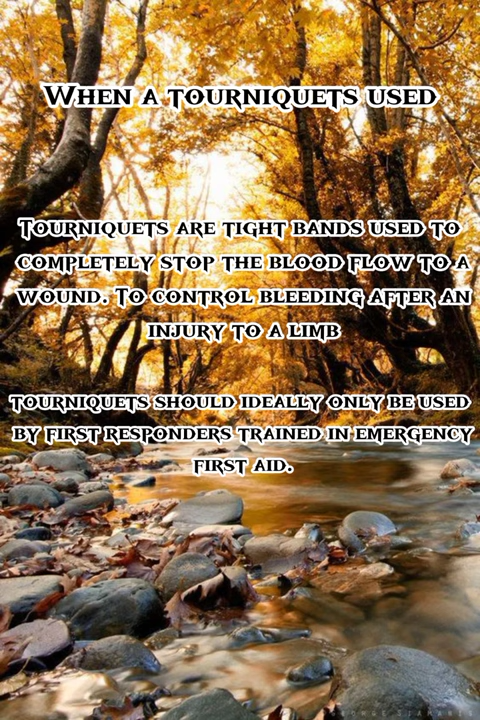 When a tourniquets used
Tourniquets are tight bands used to
completely stop the blood flow to a
wound. To control bleeding after an
injury to a limb
tourniquets should ideally only be used
by first responders trained in emergency
first aid.